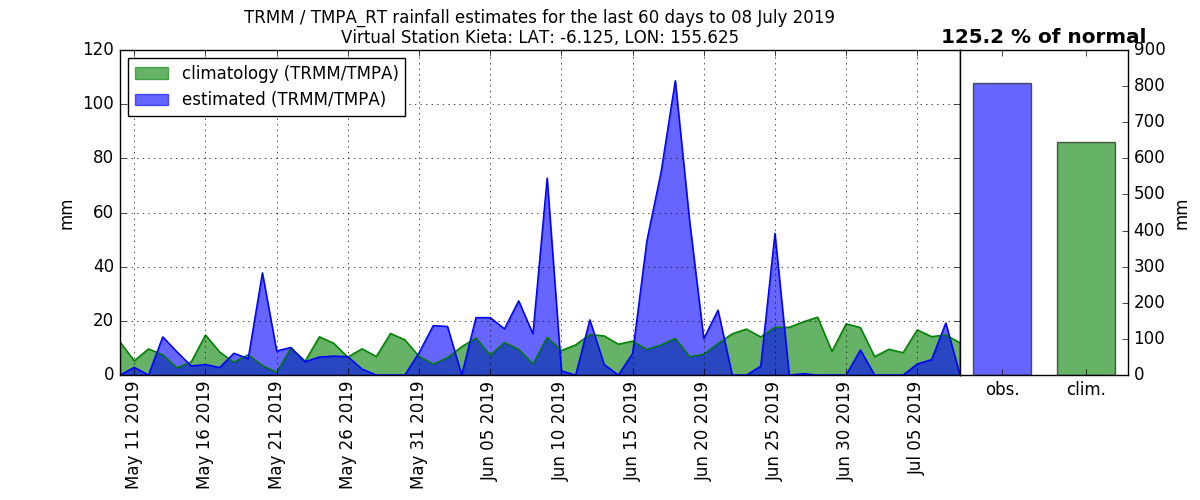 TRMM / TMPA_RT rainfall estimates for the last 60 days to 08 July 2019
Virtual Station Kieta: LAT: -6.125, LON: 155.625
125.2 % of normal
climatology (TRMM/TMPA)
estimated (TRMM/TMPA)
mm
120
100
80
60
40
20
0
May 11 2019
May 16 2019
May 21 2019
May 26 2019
May 31 2019
Jun 05 2019
Jun 10 2019
Jun 15 2019
Jun 20 2019
Jun 25 2019
Jun 30 2019
Jul 05 2019
obs.
clim.
900
800
700
600
500
400
300
200
100
0
mm